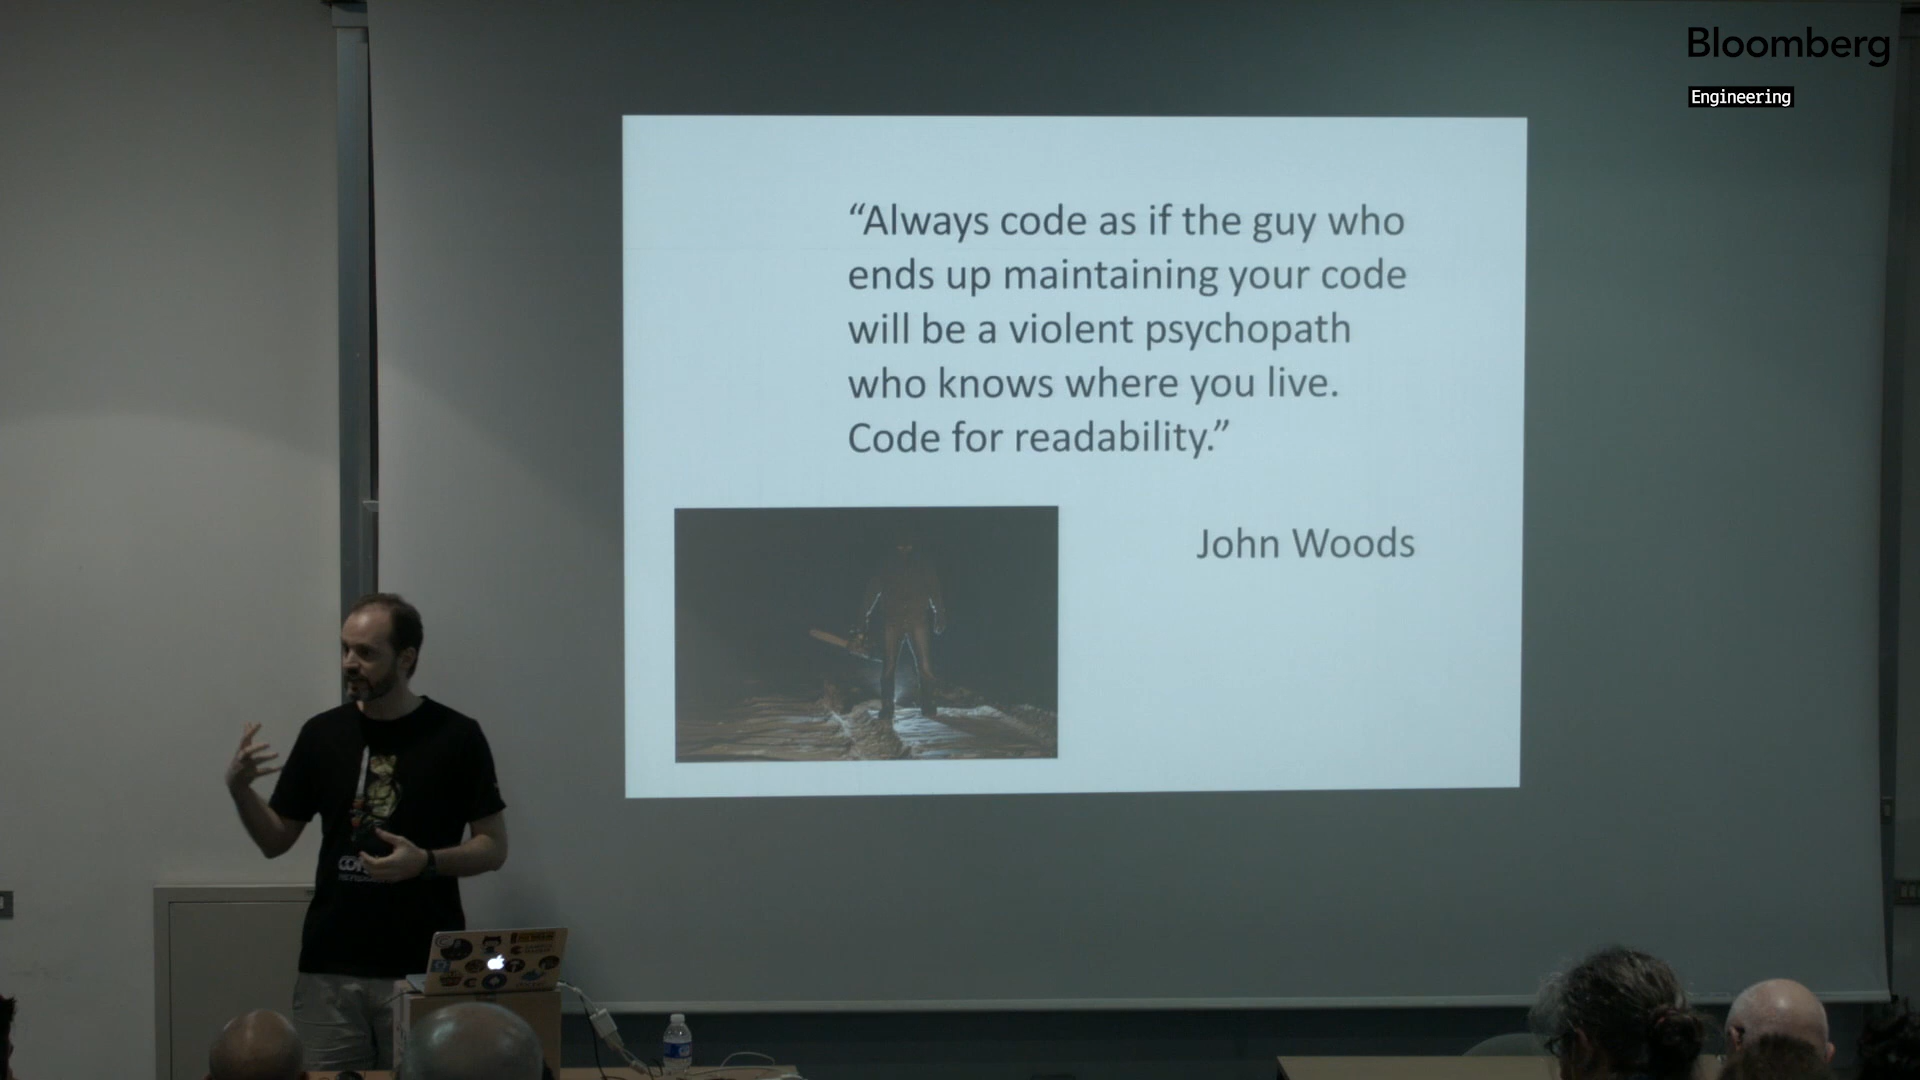 Bloomberg
Engineering
“Always code as if the guy who
ends up maintaining your code
will be a violent psychopath
who knows where you live.
Code for readability.”
John Woods